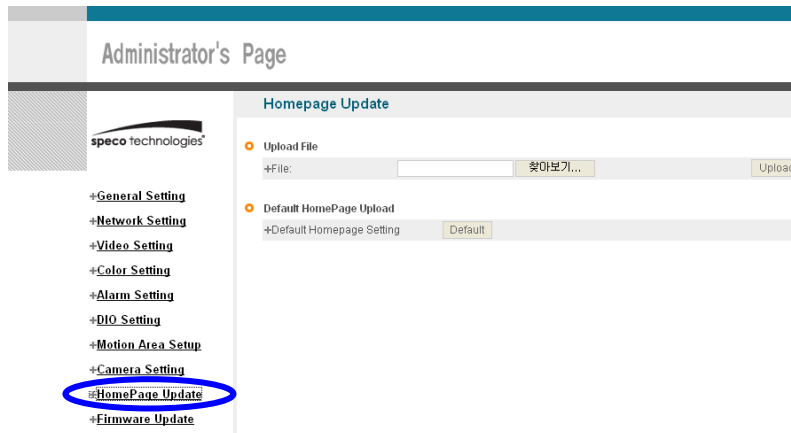 Administrator's Page
Homepage Update
speco technologies
Upload File
+File: 찾아보기... Upload
Default HomePage Upload
+Default Homepage Setting Default
+General Setting
+Network Setting
+Video Setting
+Color Setting
+Alarm Setting
+DIO Setting
+Motion Area Setup
+Camera Setting
+HomePage Update
+Firmware Update